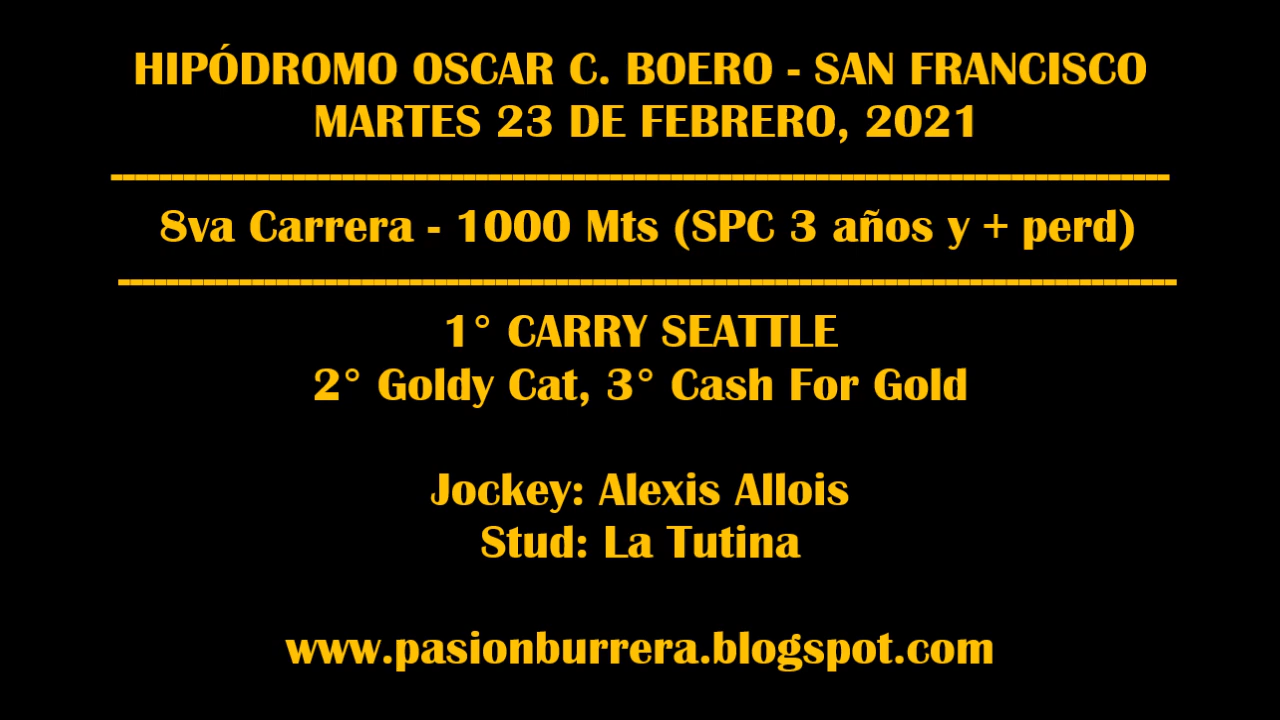 HIPÓDROMO OSCAR C. BOERO - SAN FRANCISCO
MARTES 23 DE FEBRERO, 2021
8va Carrera - 1000 Mts (SPC 3 años y + perd)
1° CARRY SEATTLE
2° Goldy Cat, 3° Cash For Gold
Jockey: Alexis Allois
Stud: La Tutina
www.pasionburrera.blogspot.com